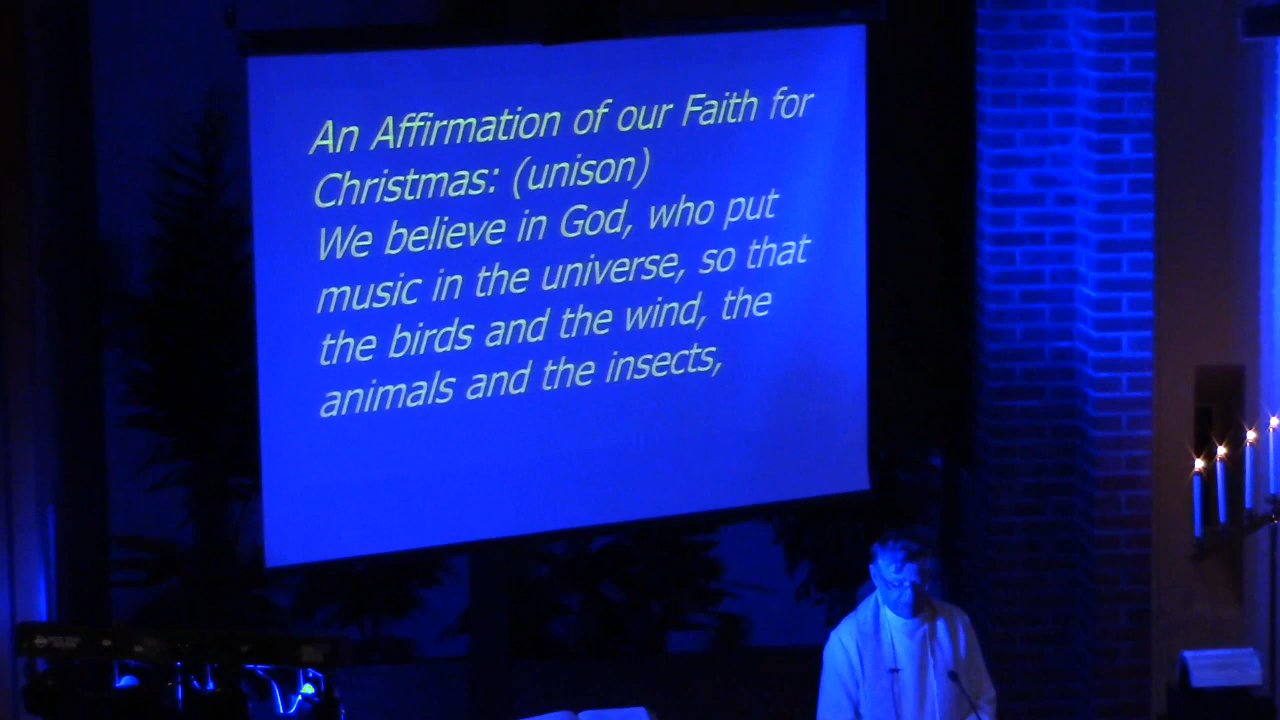 An Affirmation of our Faith for
Christmas: (unison)
We believe in God, who put
music in the universe, so that
the birds and the wind, the
animals and the insects,